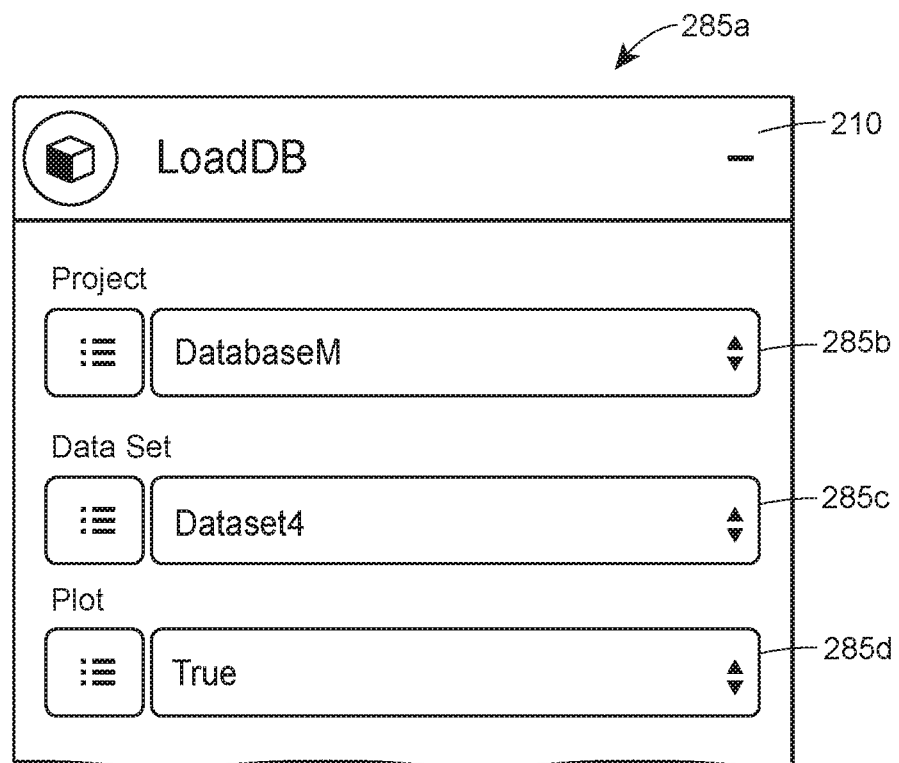 285a
LoadDB
210
Project
DatabaseM
285b
Data Set
Dataset4
285c
Plot
True
285d